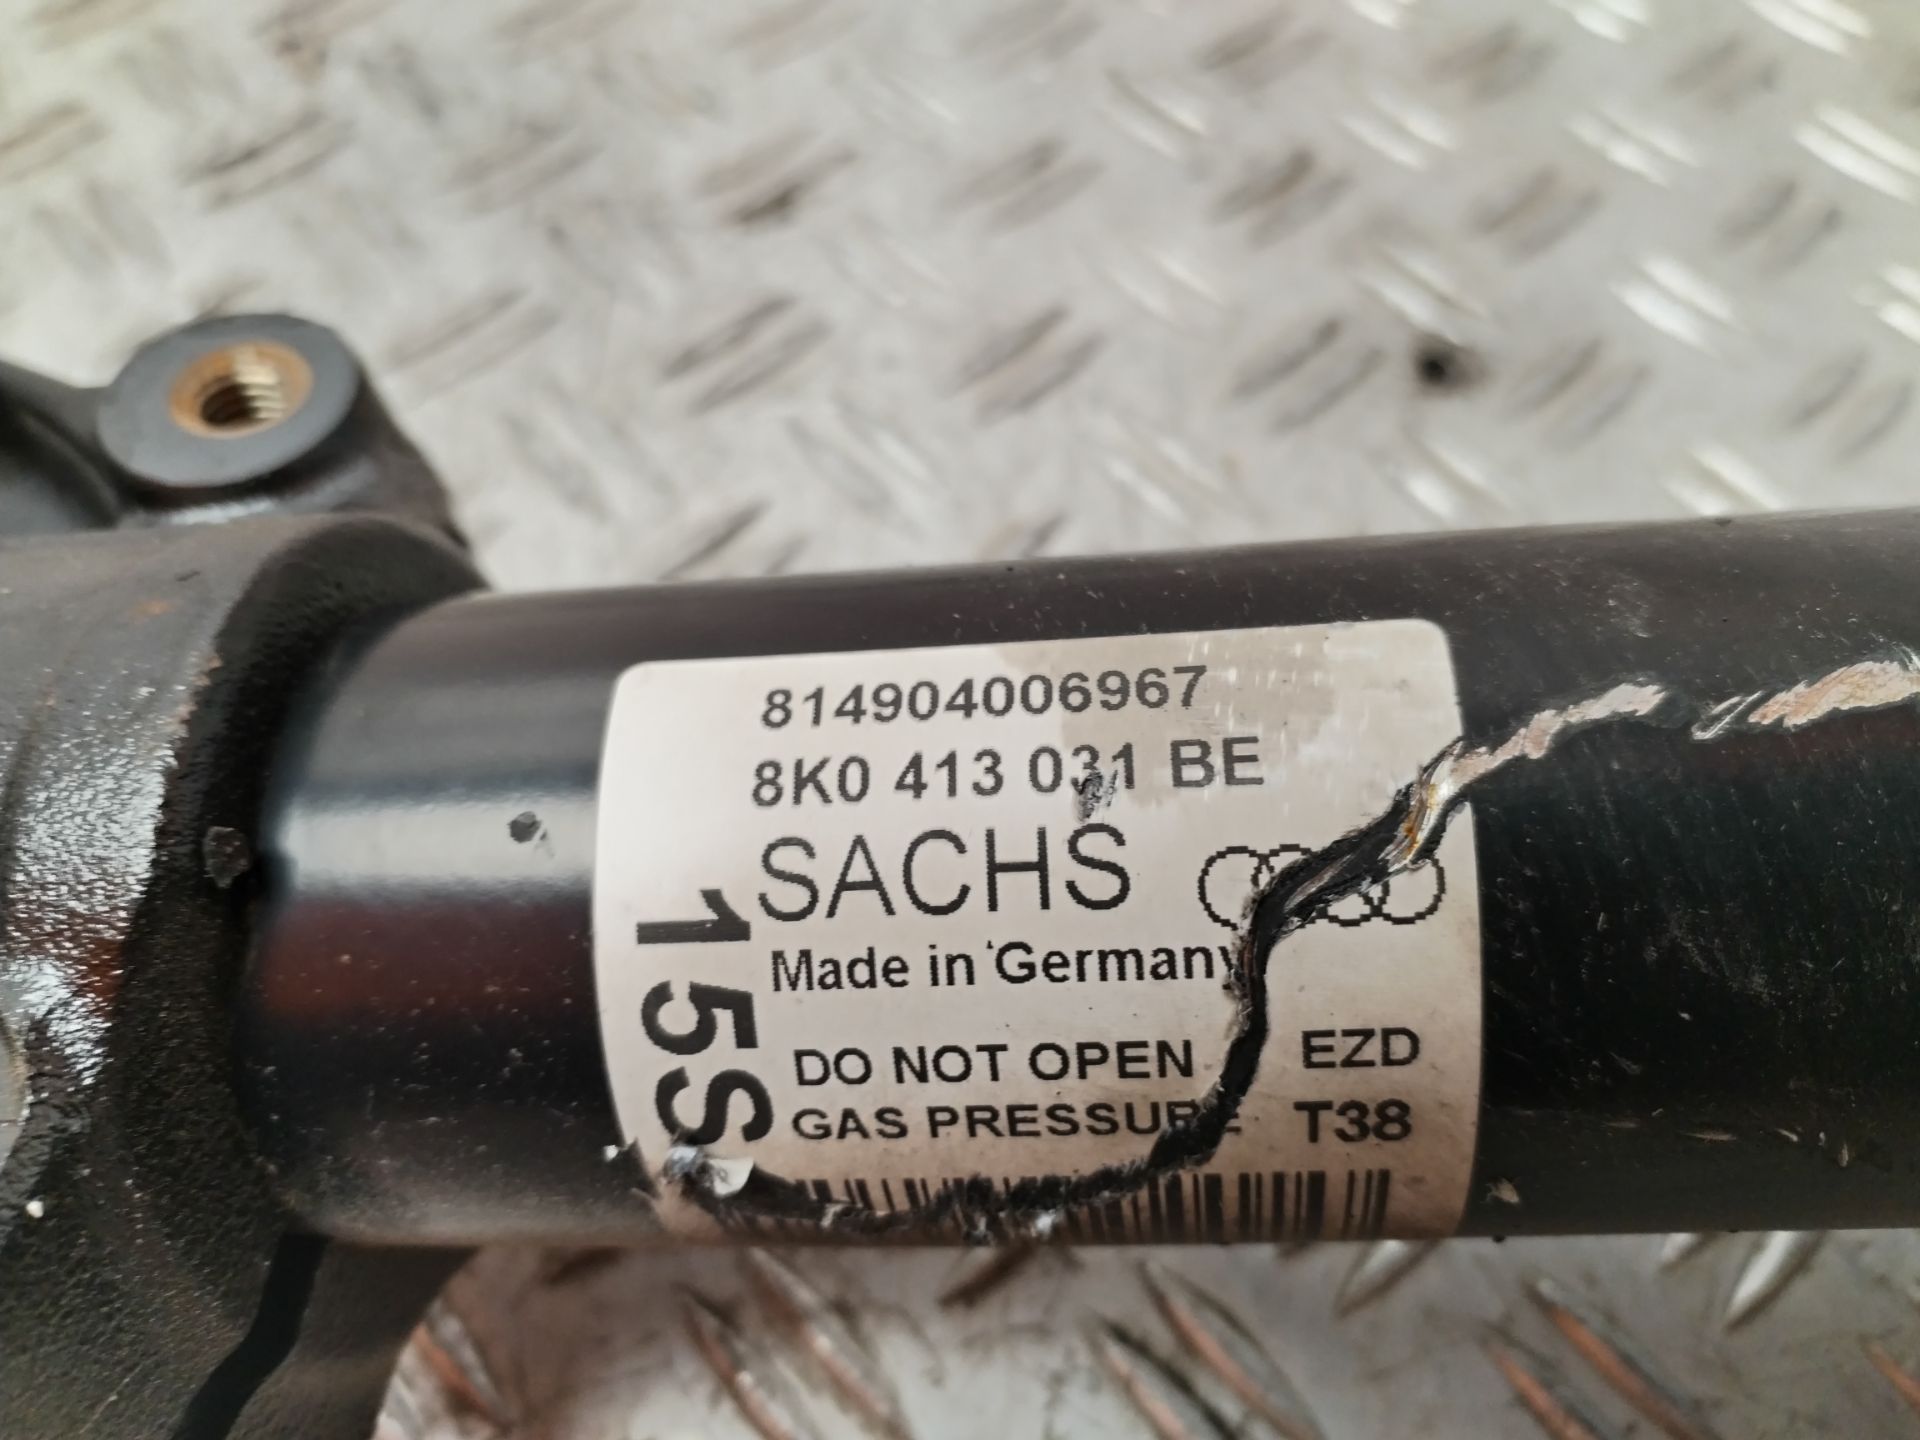 814904006967
8K0 413 031 BE
SACHS
Made in Germany
15S
DO NOT OPEN EZD
GAS PRESSURE T38